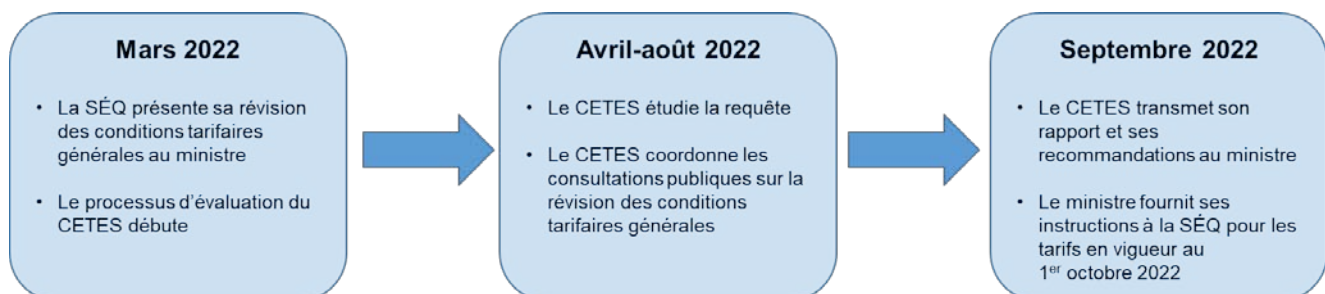 Mars 2022
• La SÉQ présente sa révision
des conditions tarifaires
générales au ministre
• Le processus d'évaluation du
CETES débute
Avril-août 2022
• Le CETES étudie la requête
• Le CETES coordonne les
consultations publiques sur la
révision des conditions
tarifaires générales
Septembre 2022
• Le CETES transmet son
rapport et ses
recommandations au ministre
• Le ministre fournit ses
instructions à la SÉQ pour les
tarifs en vigueur au
1er octobre 2022